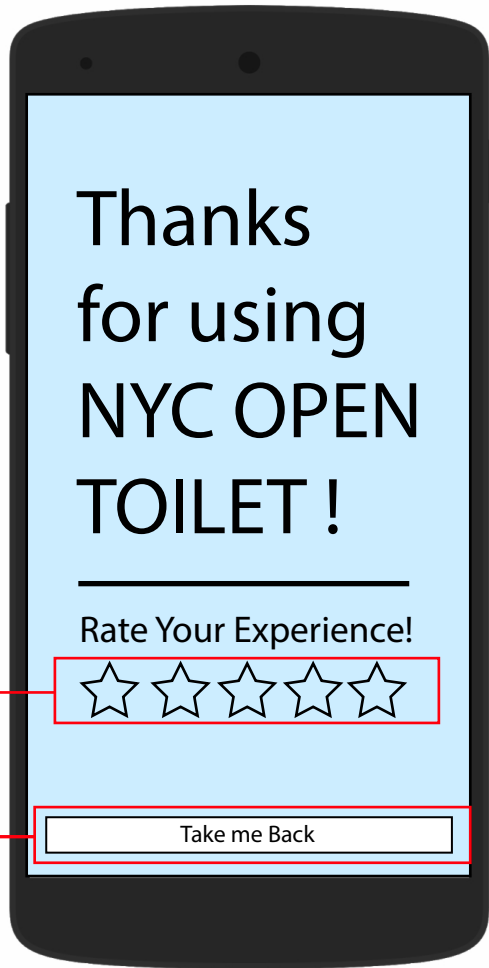 Thanks
for using
NYC OPEN
TOILET !
Rate Your Experience!
Take me Back